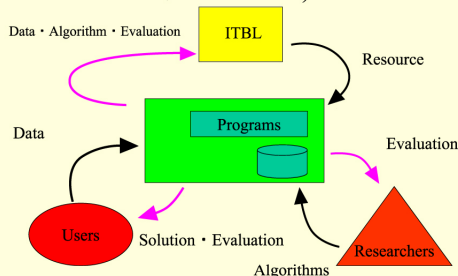 Data・Algorithm・Evaluation
ITBL
Resource
Programs
Data
Evaluation
Users
Solution・Evaluation
Researchers
Algorithms